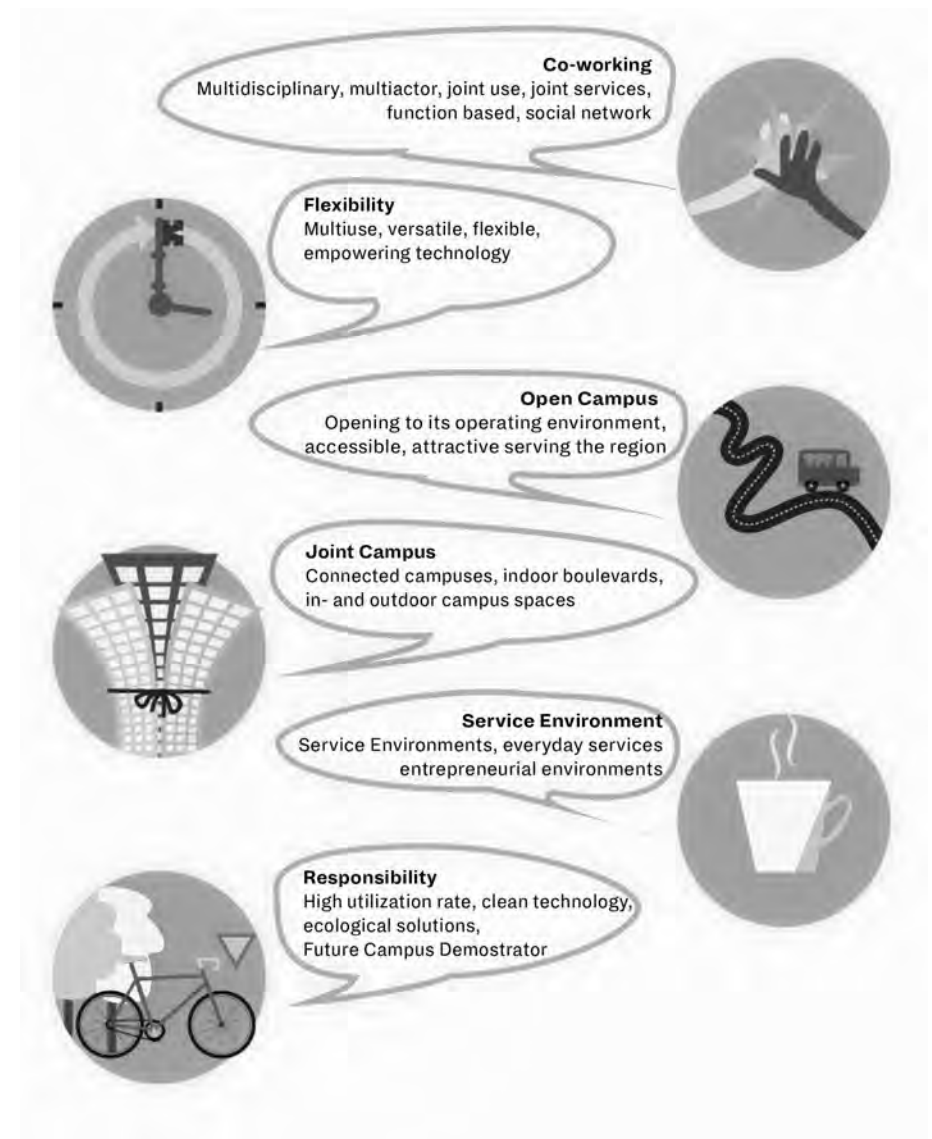 Co-working
Multidisciplinary, multiactor, joint use, joint services,
function based, social network
Flexibility
Multiuse, versatile, flexible,
empowering technology
Open Campus
Opening to its operating environment,
accessible, attractive serving the region
Joint Campus
Connected campuses, indoor boulevards,
in- and outdoor campus spaces
Service Environment
Service Environments, everyday services
entrepreneurial environments
Responsibility
High utilization rate, clean technology,
ecological solutions,
Future Campus Demostrator